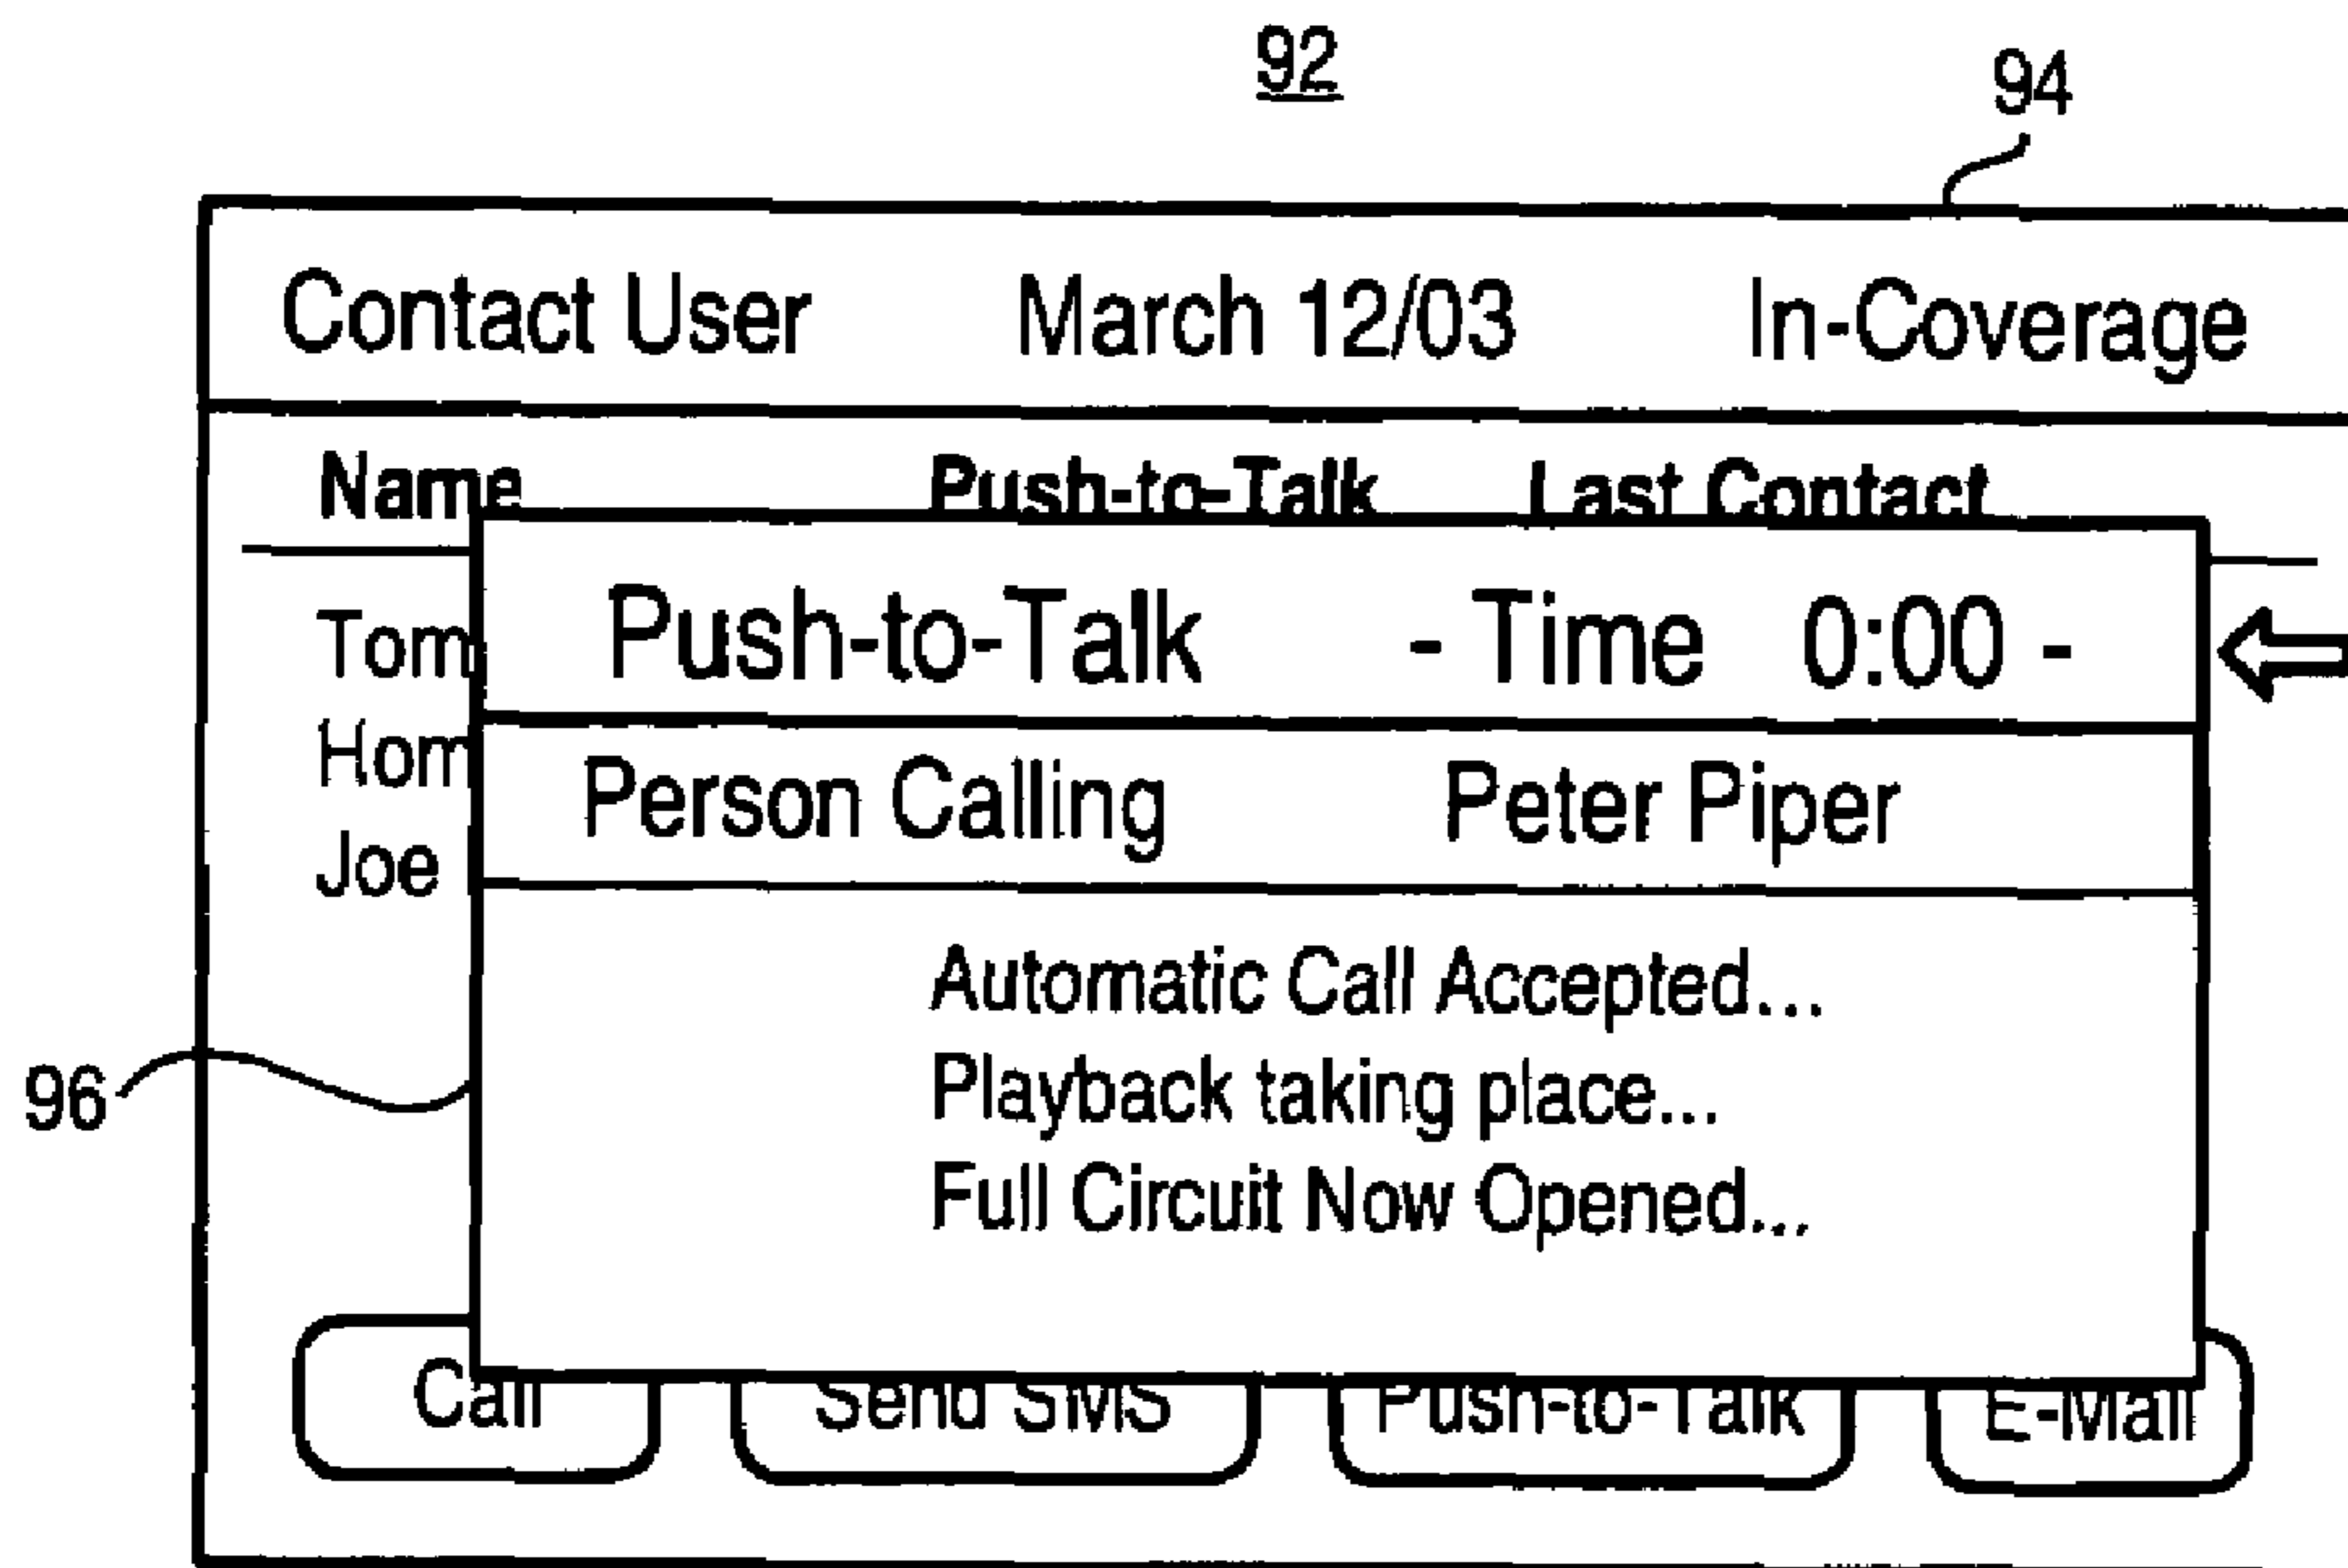 92
94
Contact User March 12/03 In-Coverage
Name Push-to-Talk Last Contact
Push-to-Talk - Time 0:00 -
Tom
Hom
Person Calling Peter Piper
Joe
Automatic Call Accepted...
Playback taking place...
96
Full Circuit Now Opened...
Call Send SMS Push-to-Talk E-Mail